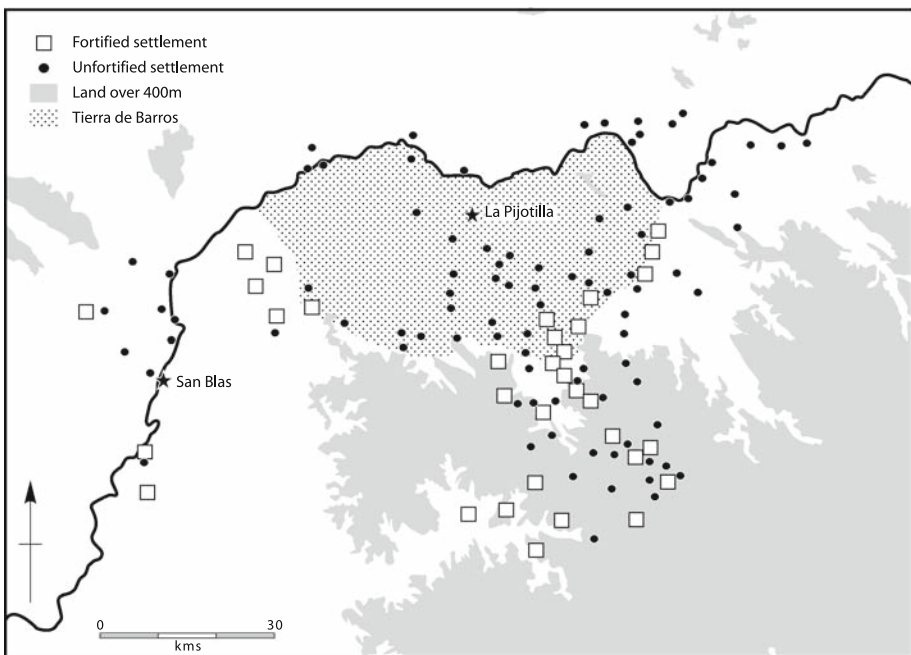 Fortified settlement
Unfortified settlement
Land over 400m
Tierra de Barros
La Pijotilla
San Blas
0 30
kms